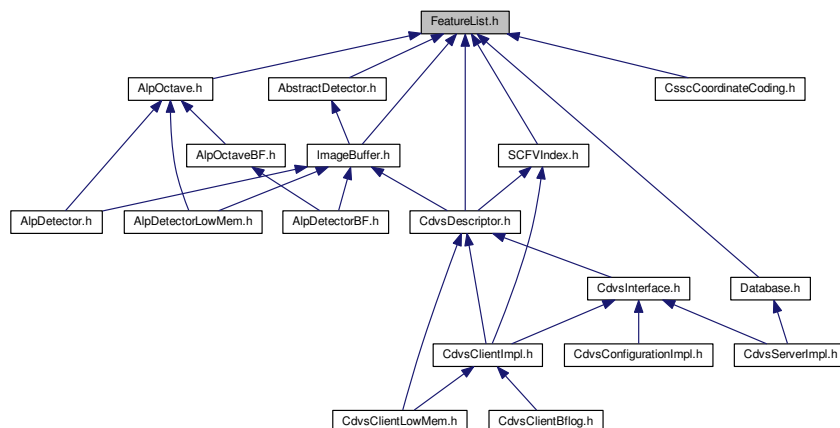 FeatureList.h
AlpOctave.h
AbstractDetector.h
CsscCoordinateCoding.h
AlpOctaveBF.h
ImageBuffer.h
SCFVIndex.h
AlpDetector.h
AlpDetectorLowMem.h
AlpDetectorBF.h
CdvsDescriptor.h
CdvsInterface.h
Database.h
CdvsClientImpl.h
CdvsConfigurationImpl.h
CdvsServerImpl.h
CdvsClientLowMem.h
CdvsClientBflog.h